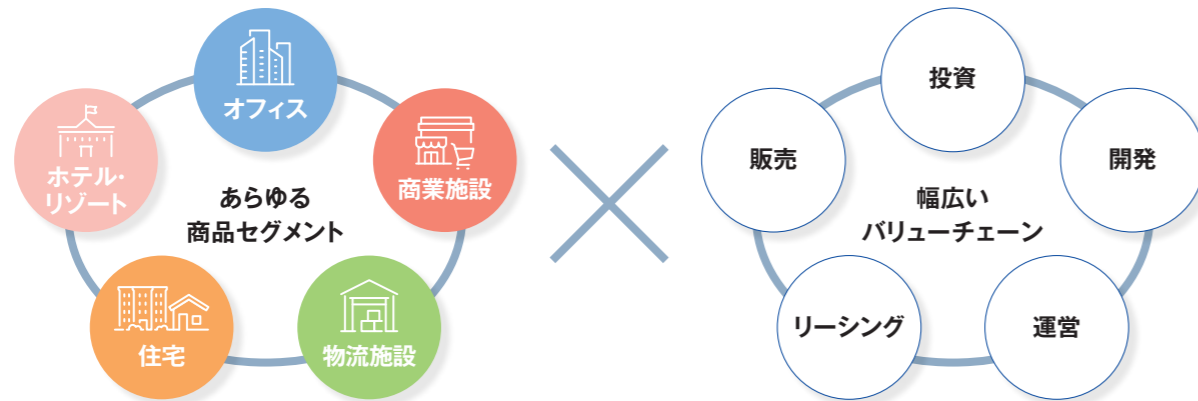 オフィス
商業施設
物流施設
住宅
ホテル・
リゾート
あらゆる
商品セグメント
投資
開発
運営
リーシング
販売
幅広い
バリューチェーン